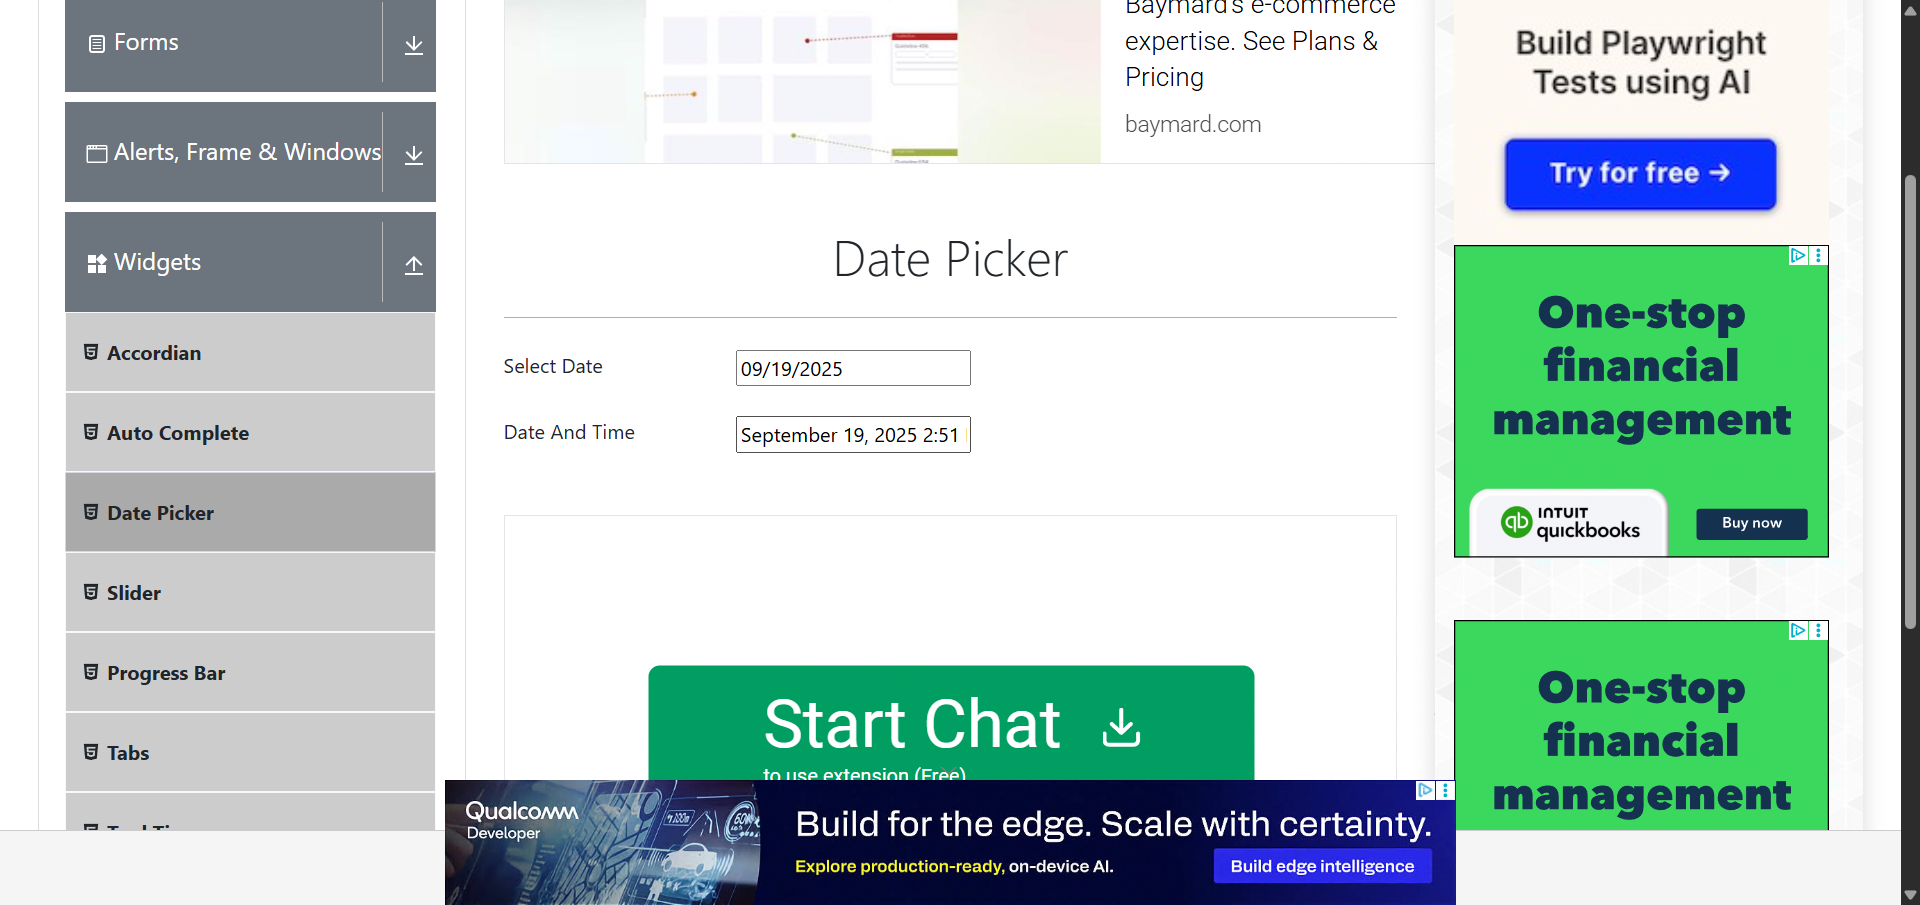 Forms
Alerts, Frame & Windows
Widgets
Accordian
Auto Complete
Date Picker
Slider
Progress Bar
Tabs
Baymard's e-commerce
expertise. See Plans &
Pricing
baymard.com
Date Picker
Select Date
09/19/2025
Date And Time
September 19, 2025 2:51
Start Chat
to use extension (Free)
Build Playwright
Tests using AI
Try for free →
One-stop
financial
management
INTUIT
quickbooks
Buy now
One-stop
financial
management
Qualcomm
Developer
Build for the edge. Scale with certainty.
Explore production-ready, on-device AI.
Build edge intelligence